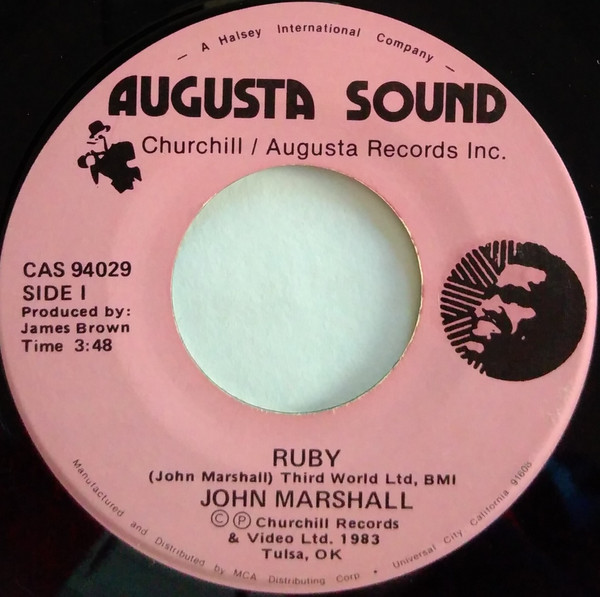 — A Halsey International Company —
AUGUSTA SOUND
Churchill / Augusta Records Inc.
CAS 94029
SIDE I
Produced by:
James Brown
Time 3:48
RUBY
(John Marshall) Third World Ltd, BMI
JOHN MARSHALL
Ⓒ Ⓟ Churchill Records
& Video Ltd. 1983
Tulsa, OK
Manufactured and Distributed by MCA Distributing Corp • Universal City California 91608